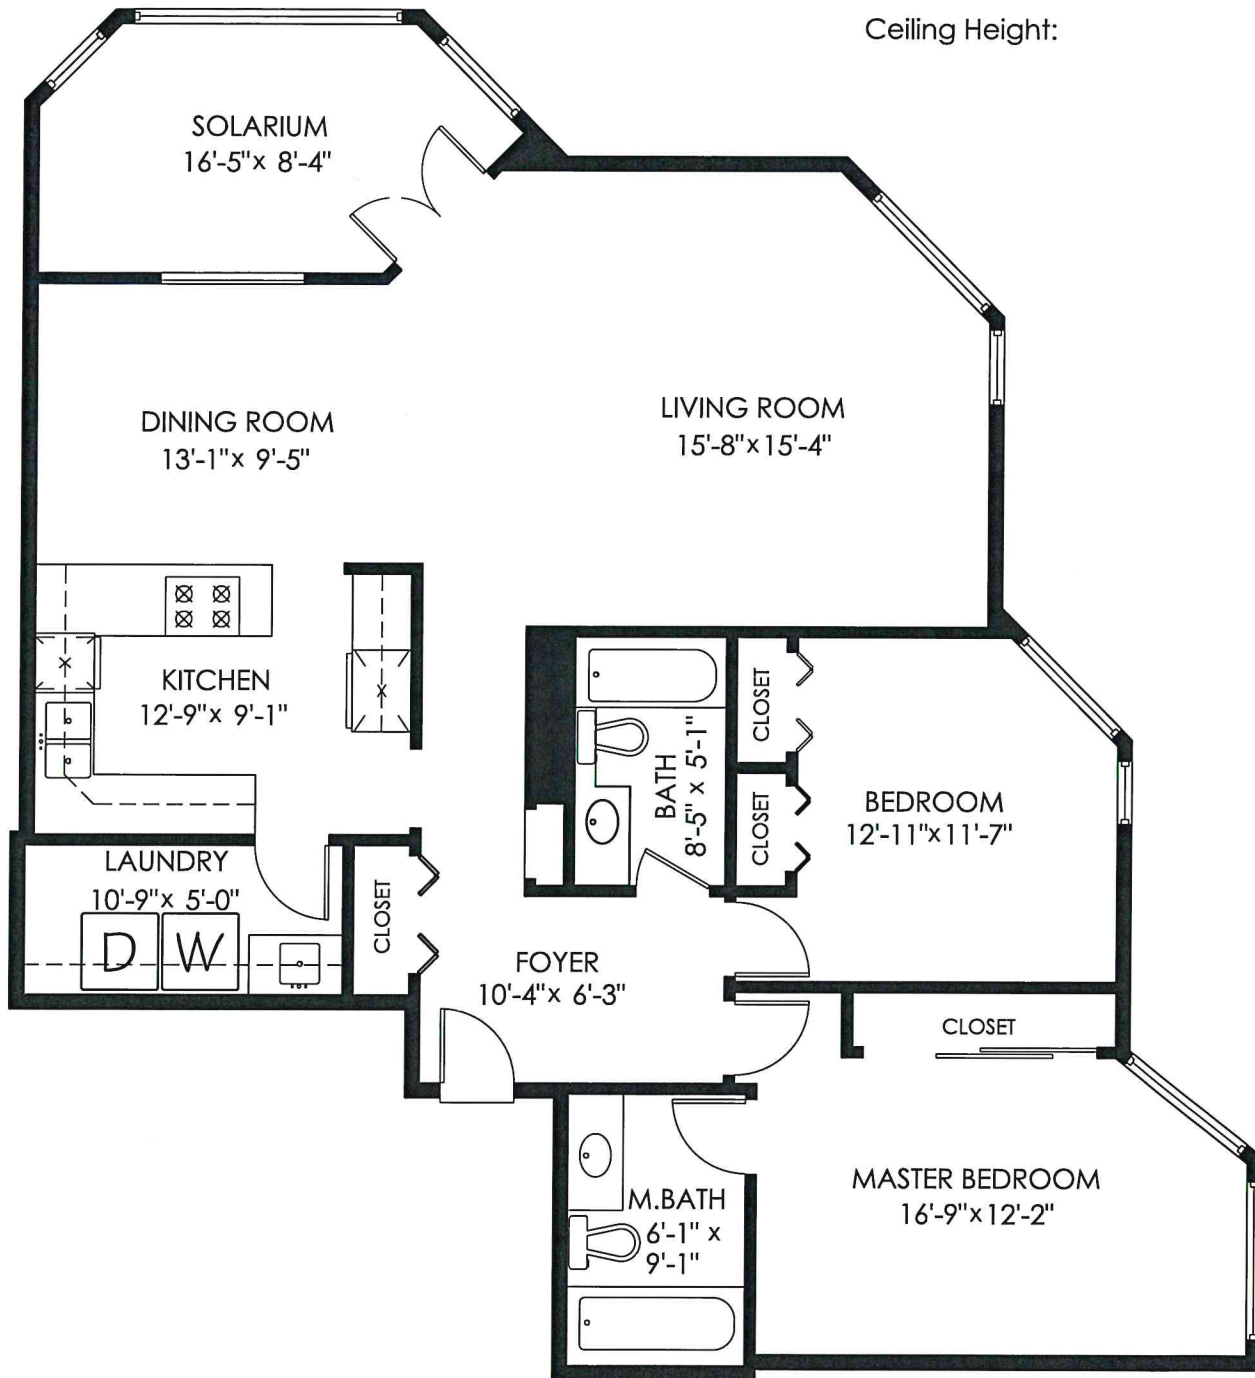 Ceiling Height:
SOLARIUM
16'-5"x 8'-4"
DINING ROOM
13'-1"x 9'-5"
LIVING ROOM
15'-8"x15'-4"
KITCHEN
12'-9"x 9'-1"
CLOSET
BATH
8'-5" x 5'-1"
CLOSET
BEDROOM
12'-11"x11'-7"
LAUNDRY
10'-9"x 5'-0"
D W
CLOSET
FOYER
10'-4"x 6'-3"
CLOSET
MASTER BEDROOM
16'-9"x12'-2"
M.BATH
6'-1" x
9'-1"